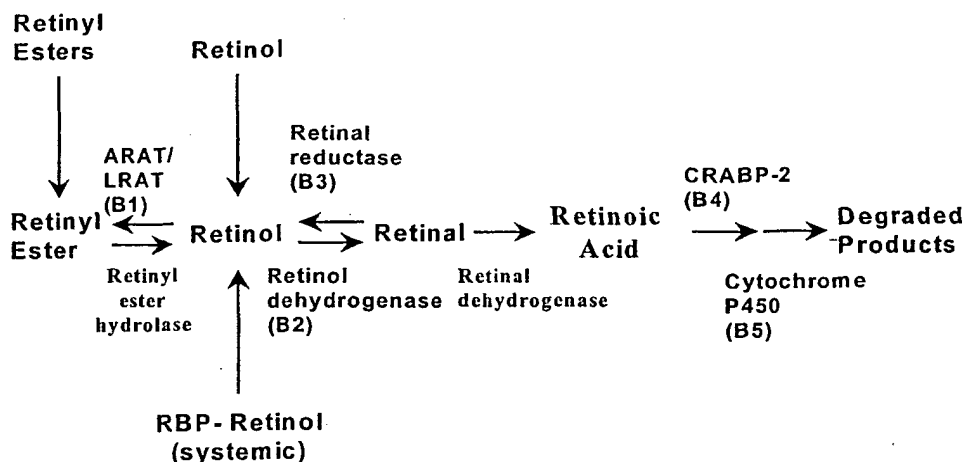 Retinyl
Esters
Retinol
ARAT/
LRAT
(B1)
Retinal
reductase
(B3)
CRABP-2
(B4)
Retinyl
Ester
Retinol
Retinal
Retinoic
Acid
Degraded
Products
Retinyl
ester
hydrolase
Retinol
dehydrogenase
(B2)
Retinal
dehydrogenase
Cytochrome
P450
(B5)
RBP- Retinol
(systemic)